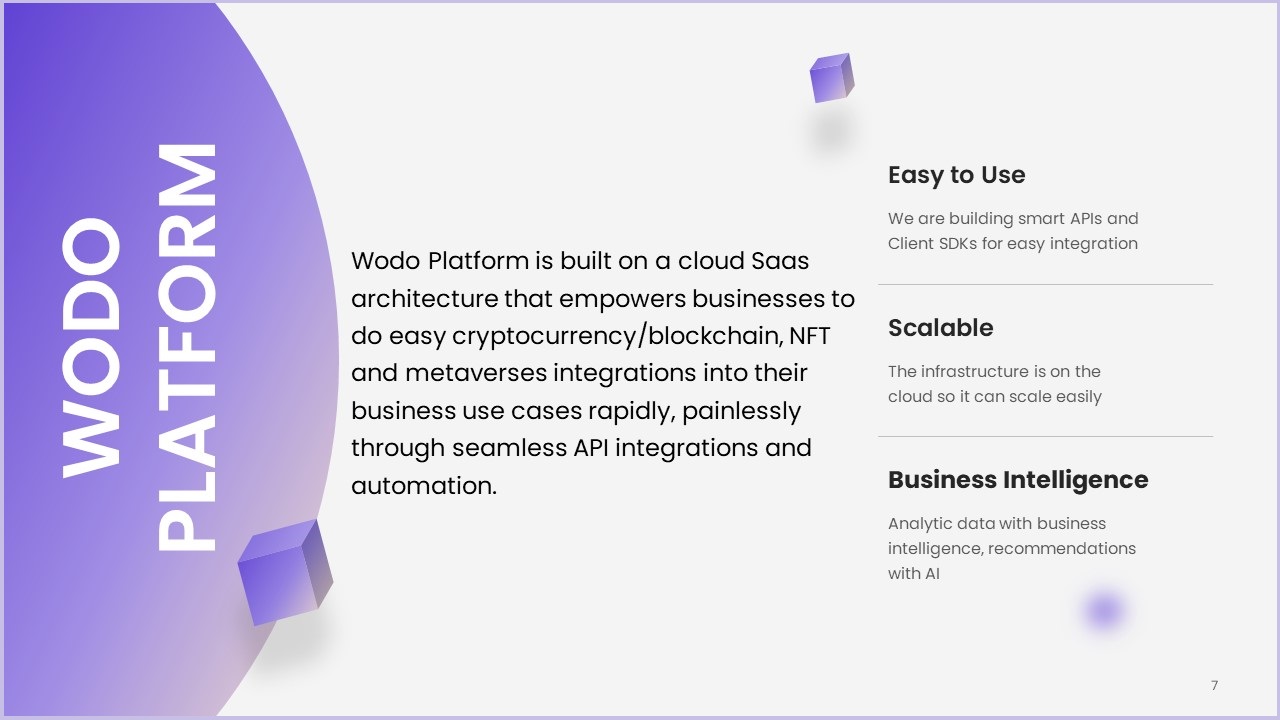 WODO
PLATFORM
Wodo Platform is built on a cloud Saas
architecture that empowers businesses to
do easy cryptocurrency/blockchain, NFT
and metaverses integrations into their
business use cases rapidly, painlessly
through seamless API integrations and
automation.
Easy to Use
We are building smart APIs and
Client SDKs for easy integration
Scalable
The infrastructure is on the
cloud so it can scale easily
Business Intelligence
Analytic data with business
intelligence, recommendations
with AI
7